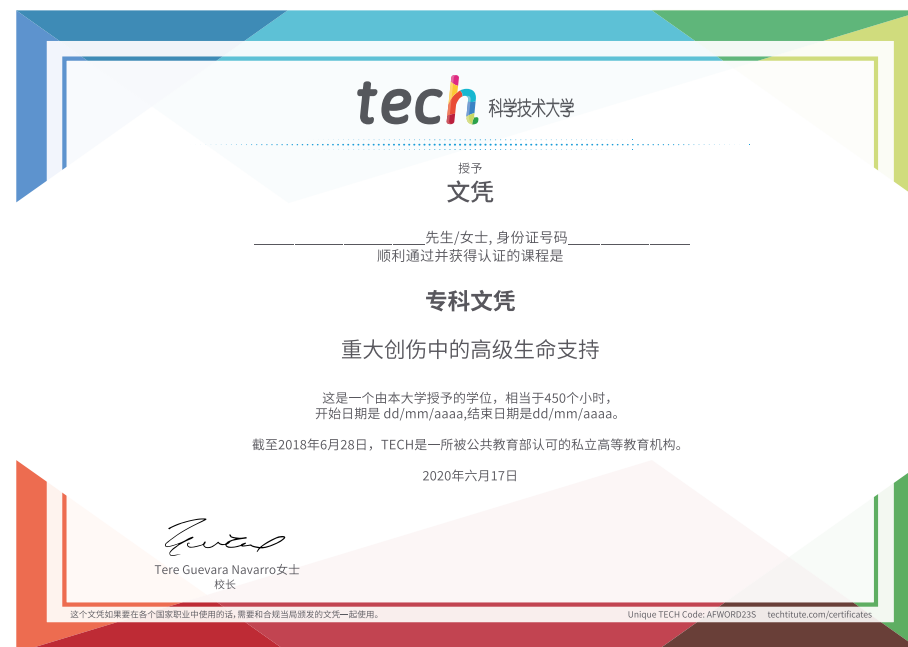 tech 科学技术大学
授予
文凭
____________________先生/女士, 身份证号码______________
顺利通过并获得认证的课程是
专科文凭
重大创伤中的高级生命支持
这是一个由本大学授予的学位，相当于450个小时，
开始日期是 dd/mm/aaaa,结束日期是dd/mm/aaaa。
截至2018年6月28日，TECH是一所被公共教育部认可的私立高等教育机构。
2020年六月17日
Tere Guevara Navarro女士
校长
这个文凭如果要在各个国家职业中使用的话,需要和合规当局颁发的文凭一起使用。
Unique TECH Code: AFWORD23S techtitute.com/certificates